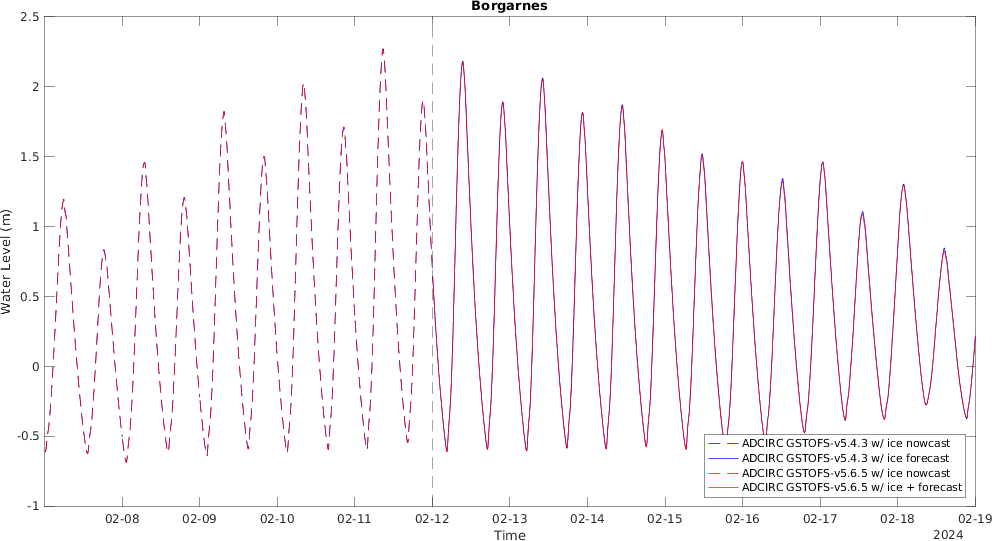 Borgarnes
2.5
2
1.5
1
0.5
0
-0.5
-1
Water Level (m)
02-08 02-09 02-10 02-11 02-12 02-13 02-14 02-15 02-16 02-17 02-18 02-19
Time
2024
ADCIRC GSTOFS-v5.4.3 w/ ice nowcast
ADCIRC GSTOFS-v5.4.3 w/ ice forecast
ADCIRC GSTOFS-v5.6.5 w/ ice nowcast
ADCIRC GSTOFS-v5.6.5 w/ ice + forecast